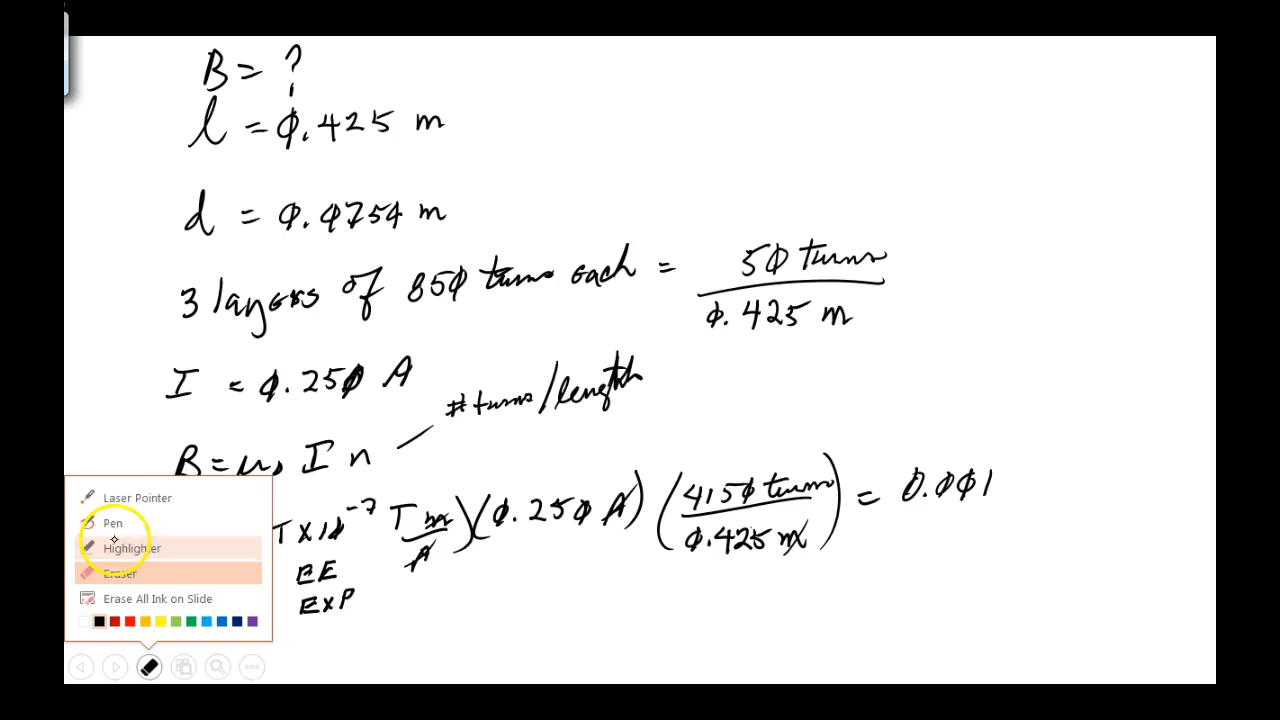 B = ?
l = 0.425 m
d = 0.0754 m
3 layers of 850 turns each = 50 turns / 0.425 m
I = 0.250 A
# turns/length
B = μ₀ I n
π x 10⁻⁷ T m / A)(0.250 A)(4150 turns / 0.425 m) = 0.001
EE
EXP
Laser Pointer
Pen
Highlighter
Eraser
Erase All Ink on Slide